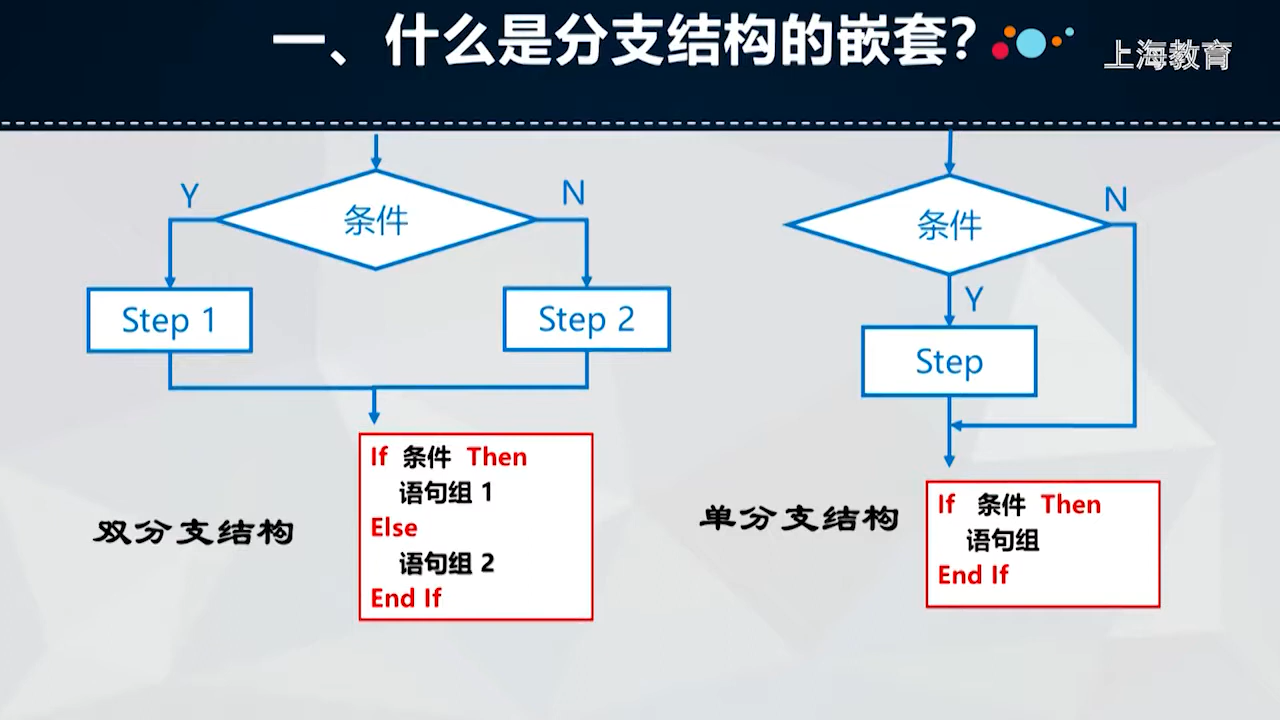 一、什么是分支结构的嵌套？
上海教育
Y
条件
N
Step 1
Step 2
If 条件 Then
语句组 1
Else
语句组 2
End If
双分支结构
条件
N
Y
Step
单分支结构
If 条件 Then
语句组
End If